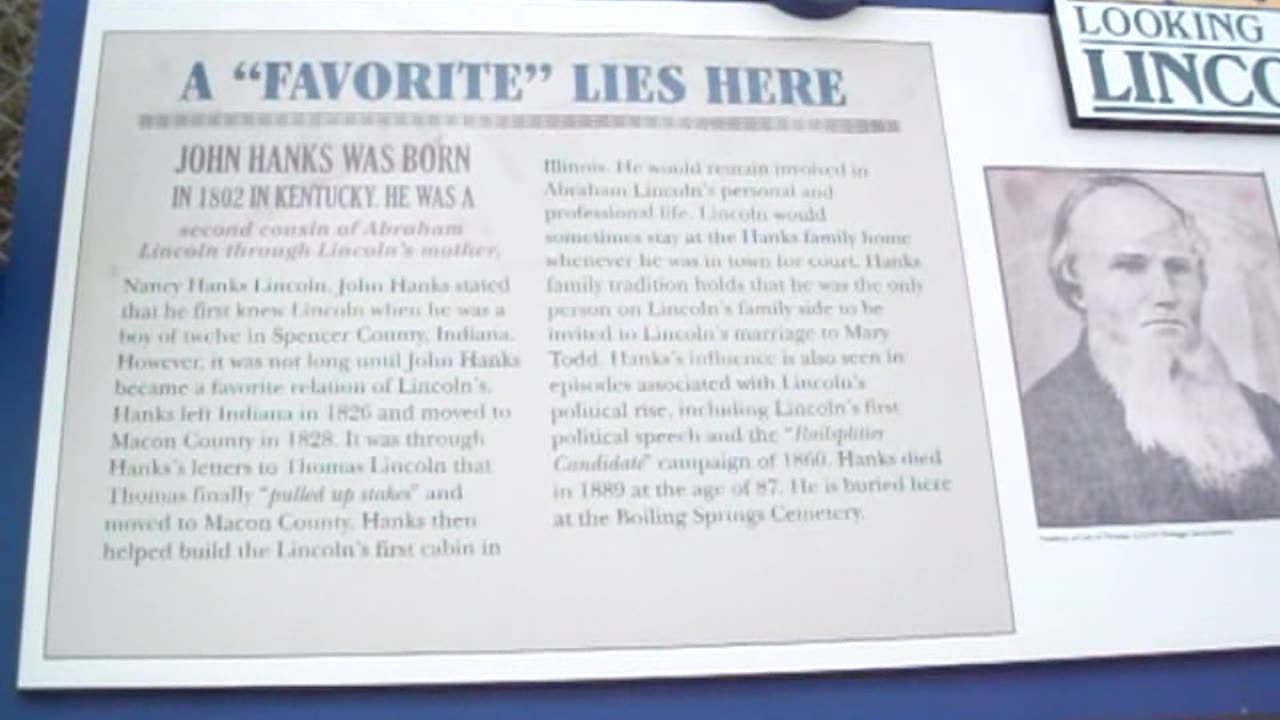 A “FAVORITE” LIES HERE
JOHN HANKS WAS BORN
IN 1802 IN KENTUCKY. HE WAS A
second cousin of Abraham
Lincoln through Lincoln's mother,
Nancy Hanks Lincoln. John Hanks stated
that he first knew Lincoln when he was a
boy of twelve in Spencer County, Indiana.
However, it was not long until John Hanks
became a favorite relation of Lincoln's.
Hanks left Indiana in 1826 and moved to
Macon County in 1828. It was through
Hanks's letters to Thomas Lincoln that
Thomas finally “pulled up stakes” and
moved to Macon County. Hanks then
helped build the Lincoln's first cabin in
Illinois. He would remain involved in
Abraham Lincoln's personal and
professional life. Lincoln would
sometimes stay at the Hanks family home
whenever he was in town for court. Hanks
family tradition holds that he was the only
person on Lincoln's family side to be
invited to Lincoln's marriage to Mary
Todd. Hanks's influence is also seen in
episodes associated with Lincoln's
political rise, including Lincoln's first
political speech and the “Railsplitter
Candidate” campaign of 1860. Hanks died
in 1889 at the age of 87. He is buried here
at the Boiling Springs Cemetery.
LOOKING
LINCO